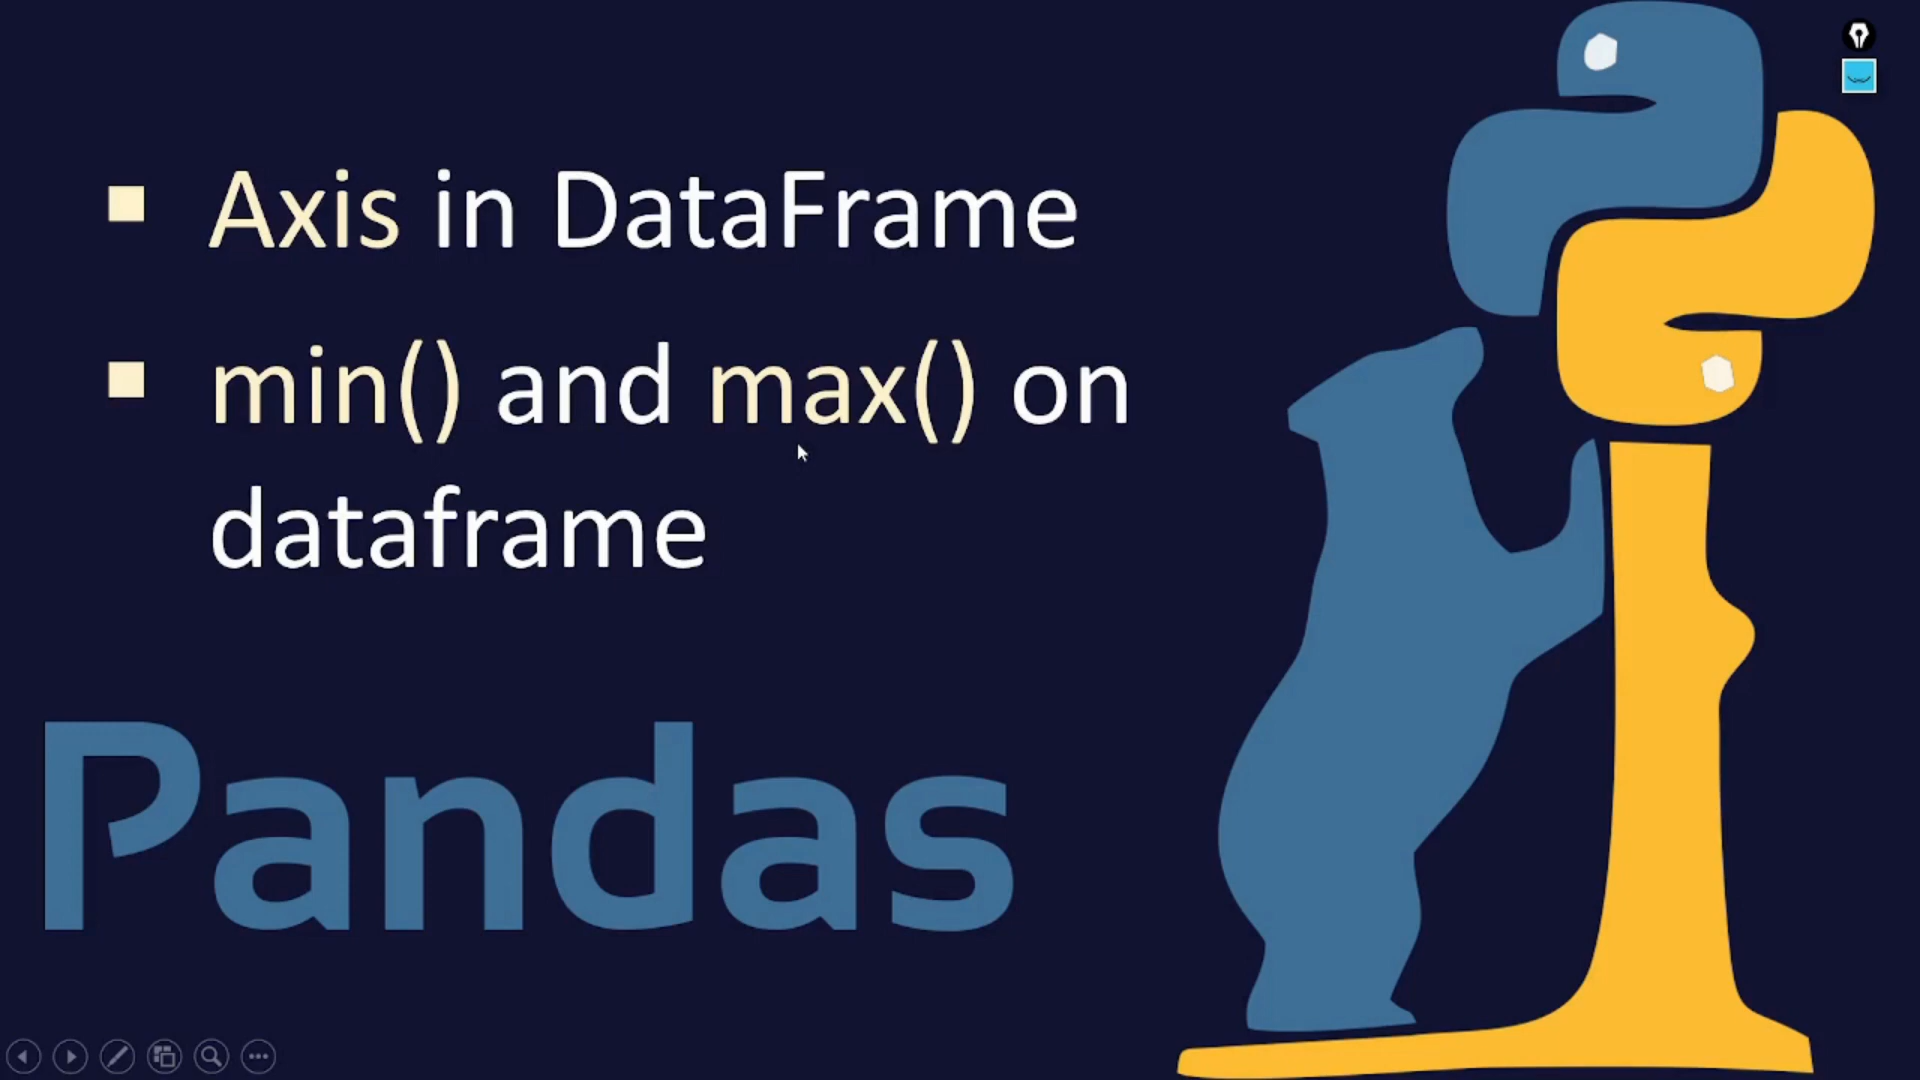 Axis in DataFrame
min() and max() on
dataframe
Pandas